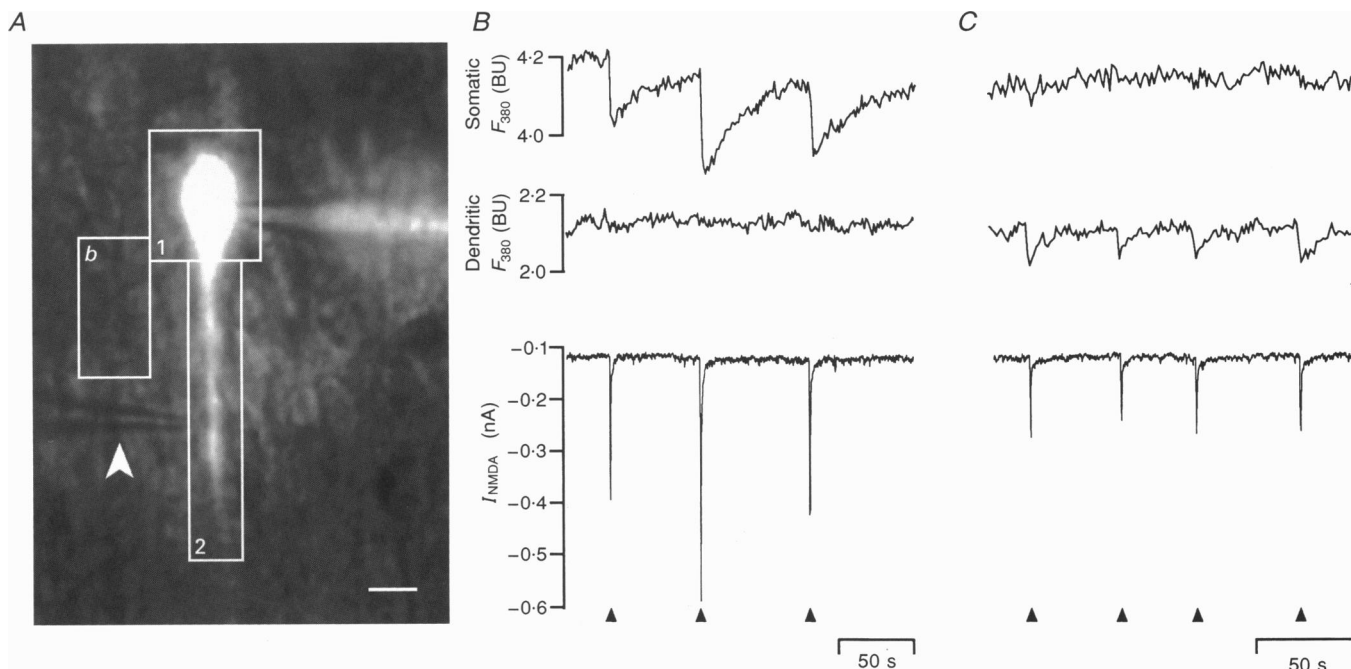 A
b
1
2
B
Somatic
F380 (BU)
4·2
4·0
Dendritic
F380 (BU)
2·2
2·0
INMDA (nA)
−0·1
−0·2
−0·3
−0·4
−0·5
−0·6
50 s
C
50 s